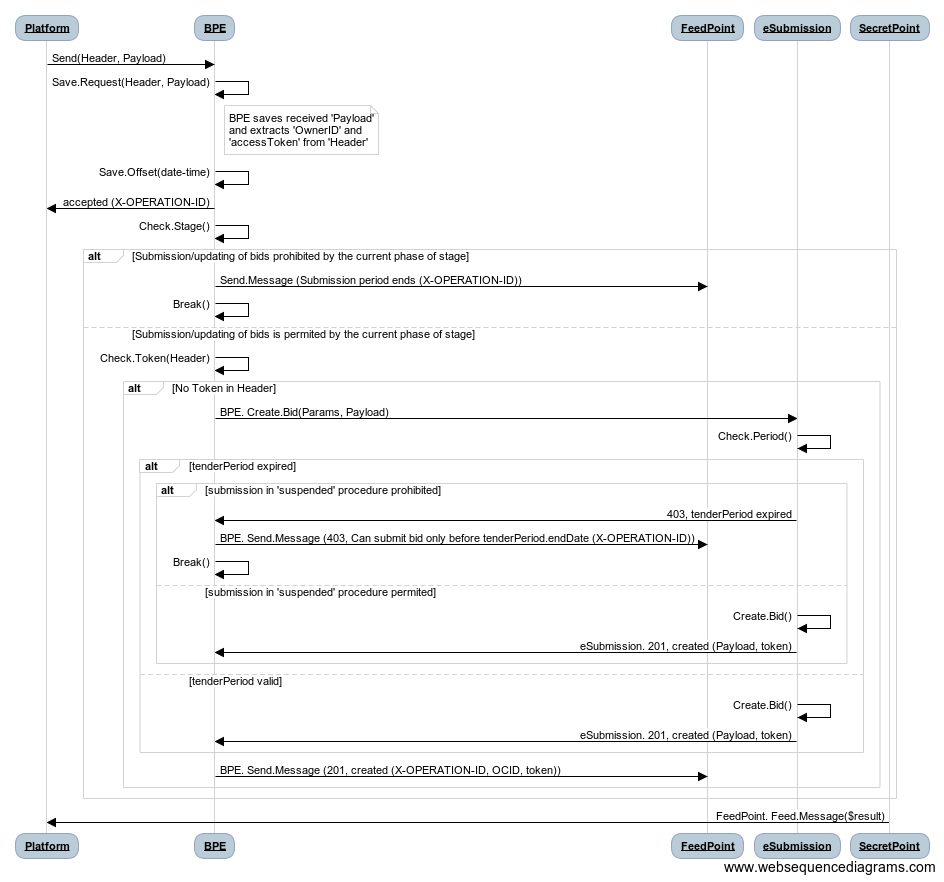 Platform
BPE
FeedPoint
eSubmission
SecretPoint
Send(Header, Payload)
Save.Request(Header, Payload)
BPE saves received 'Payload'
and extracts 'OwnerID' and
'accessToken' from 'Header'
Save.Offset(date-time)
accepted (X-OPERATION-ID)
Check.Stage()
alt
[Submission/updating of bids prohibited by the current phase of stage]
Send.Message (Submission period ends (X-OPERATION-ID))
Break()
[Submission/updating of bids is permited by the current phase of stage]
Check.Token(Header)
alt
[No Token in Header]
BPE. Create.Bid(Params, Payload)
Check.Period()
alt
[tenderPeriod expired]
alt
[submission in 'suspended' procedure prohibited]
403, tenderPeriod expired
BPE. Send.Message (403, Can submit bid only before tenderPeriod.endDate (X-OPERATION-ID))
Break()
[submission in 'suspended' procedure permited]
Create.Bid()
eSubmission. 201, created (Payload, token)
[tenderPeriod valid]
Create.Bid()
eSubmission. 201, created (Payload, token)
BPE. Send.Message (201, created (X-OPERATION-ID, OCID, token))
FeedPoint. Feed.Message($result)
Platform
BPE
FeedPoint
eSubmission
SecretPoint
www.websequencediagrams.com